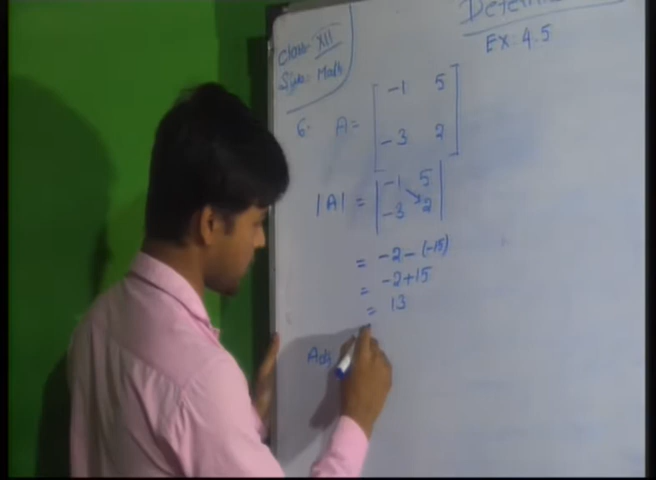 EX. 4.5
Class: XII
Sub: Math
6. A = [ -1 5
-3 2 ]
|A| = | -1 5
-3 2 |
= -2 - (-15)
= -2 + 15
= 13
Adj